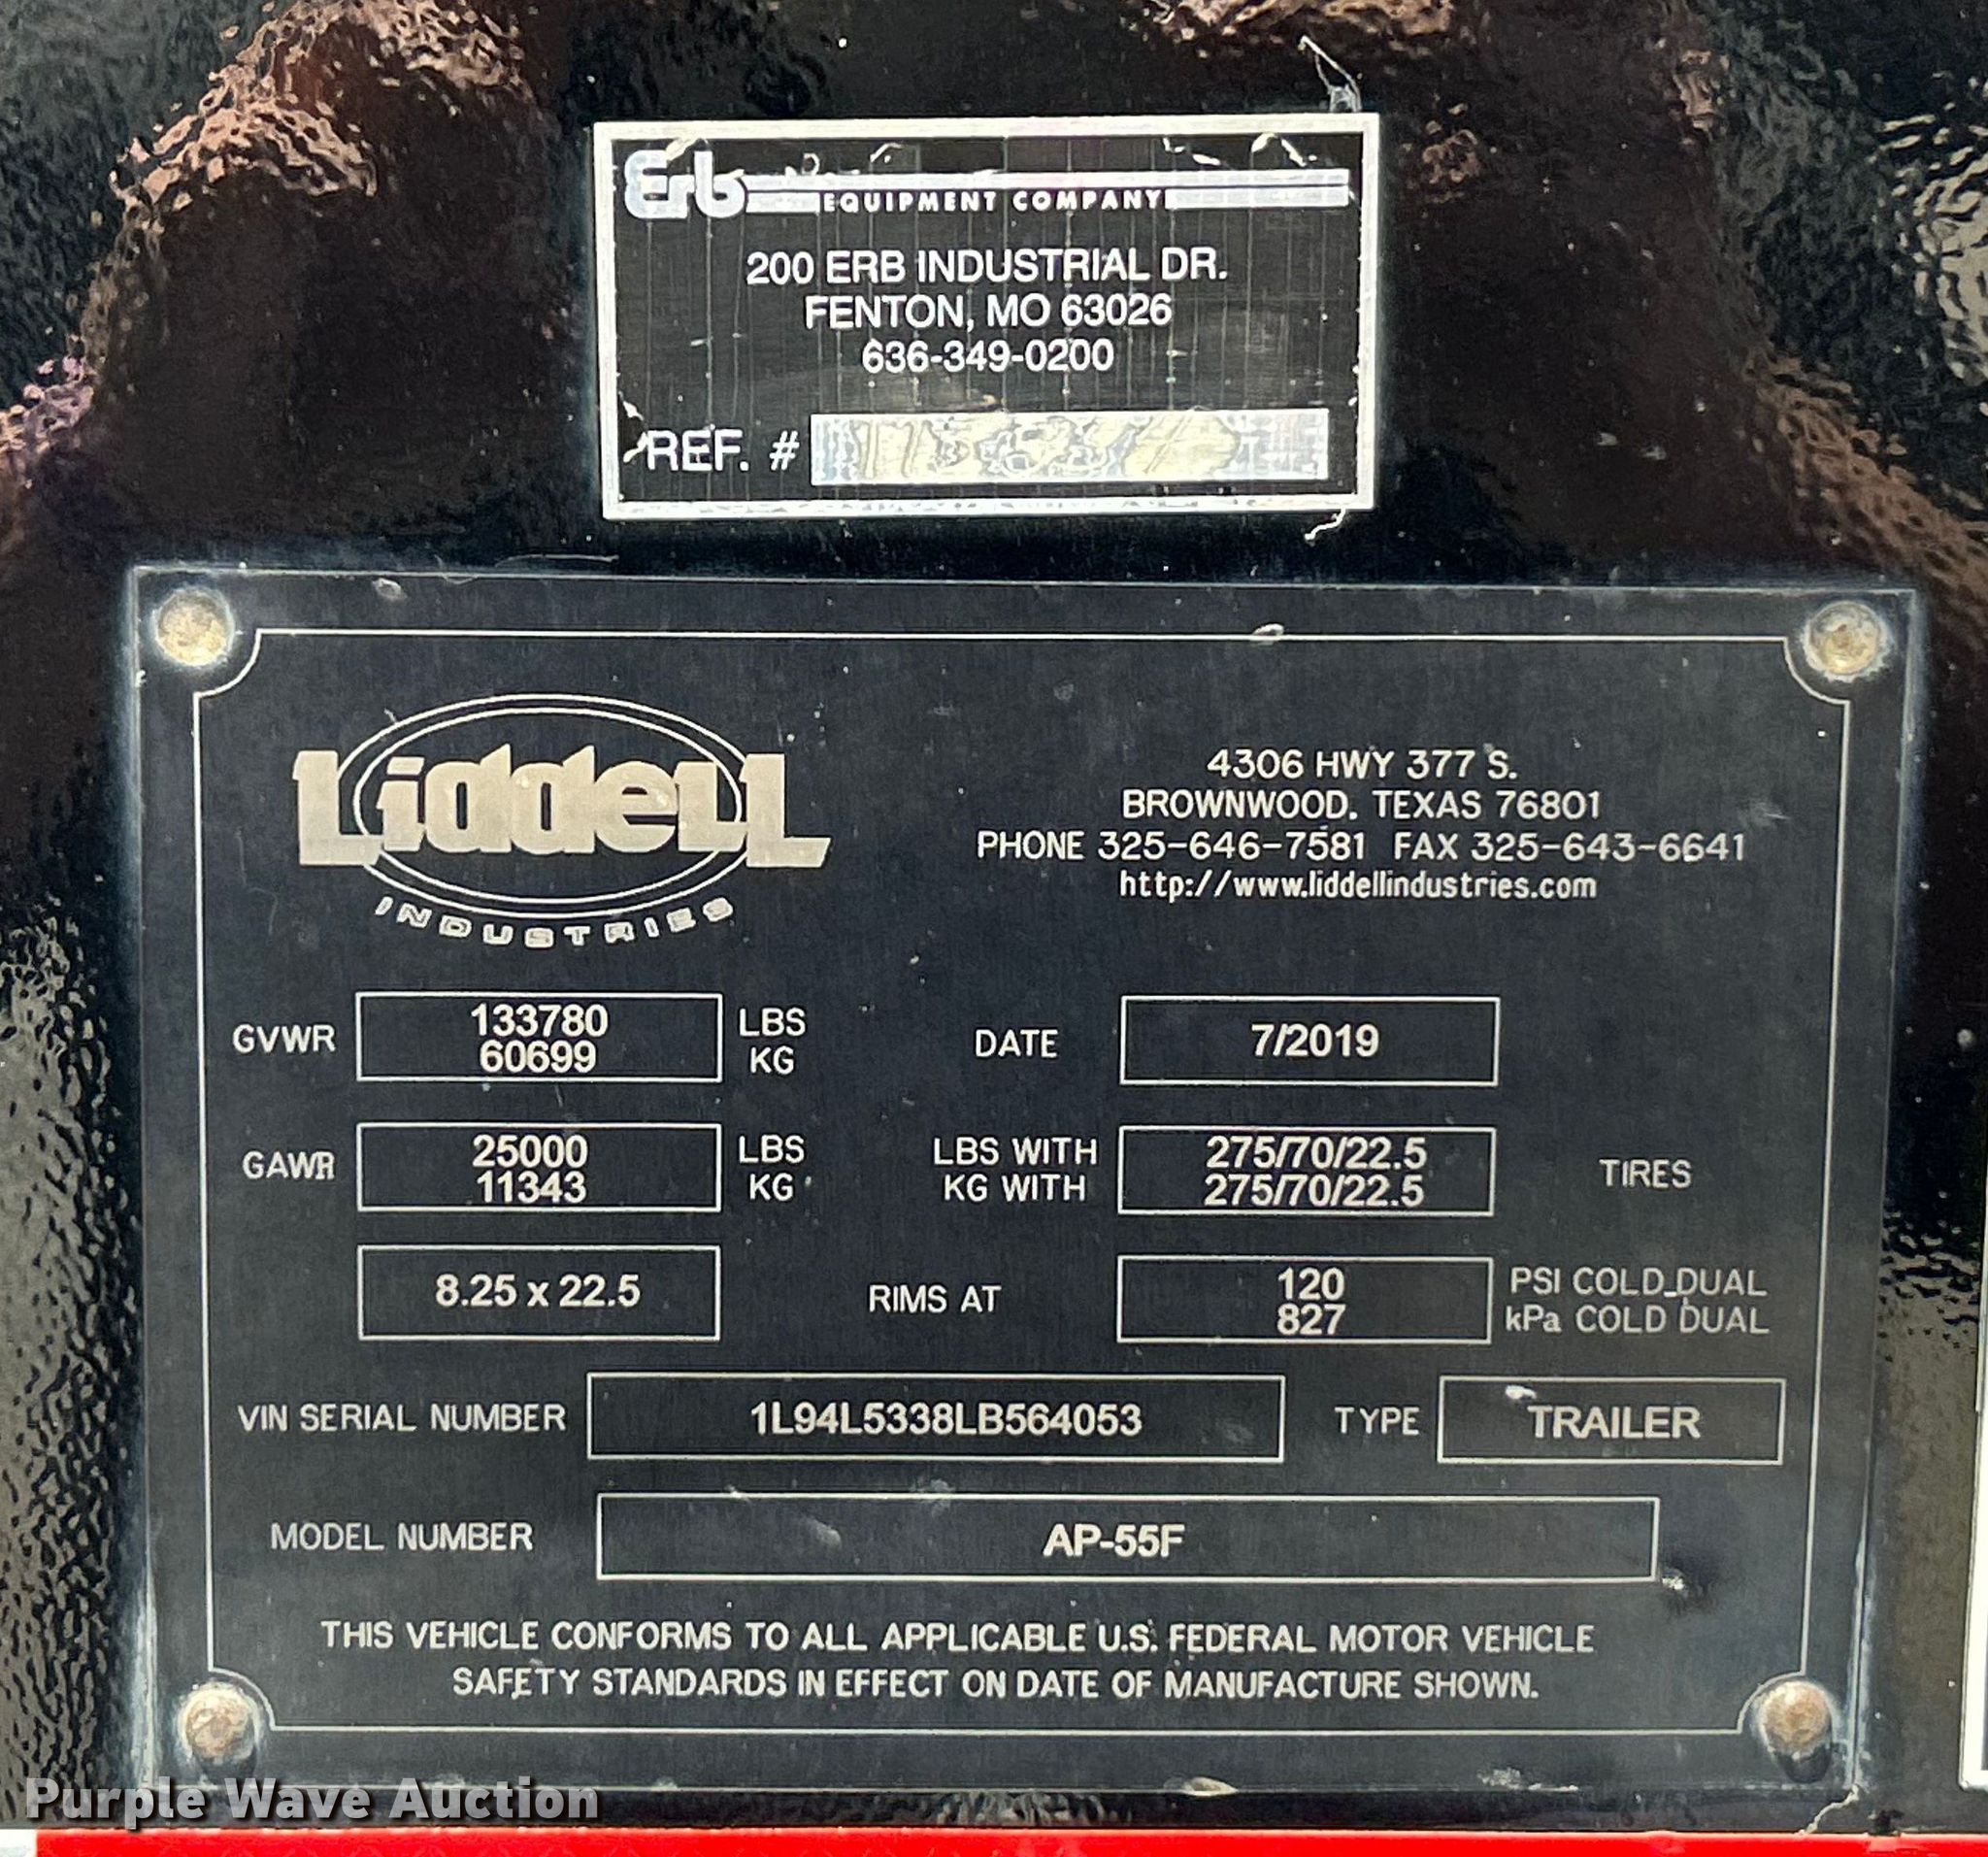 Erb
EQUIPMENT COMPANY
200 ERB INDUSTRIAL DR.
FENTON, MO 63026
636-349-0200
REF. #
Liddell
INDUSTRIES
4306 HWY 377 S.
BROWNWOOD, TEXAS 76801
PHONE 325-646-7581 FAX 325-643-6641
http://www.liddellindustries.com
GVWR 133780 LBS
60699 KG
DATE 7/2019
GAWR 25000 LBS
11343 KG
LBS WITH 275/70/22.5
KG WITH 275/70/22.5
TIRES
8.25 x 22.5 RIMS AT
120 PSI COLD DUAL
827 kPa COLD DUAL
VIN SERIAL NUMBER 1L94L5338LB564053 TYPE TRAILER
MODEL NUMBER AP-55F
THIS VEHICLE CONFORMS TO ALL APPLICABLE U.S. FEDERAL MOTOR VEHICLE
SAFETY STANDARDS IN EFFECT ON DATE OF MANUFACTURE SHOWN.
Purple Wave Auction